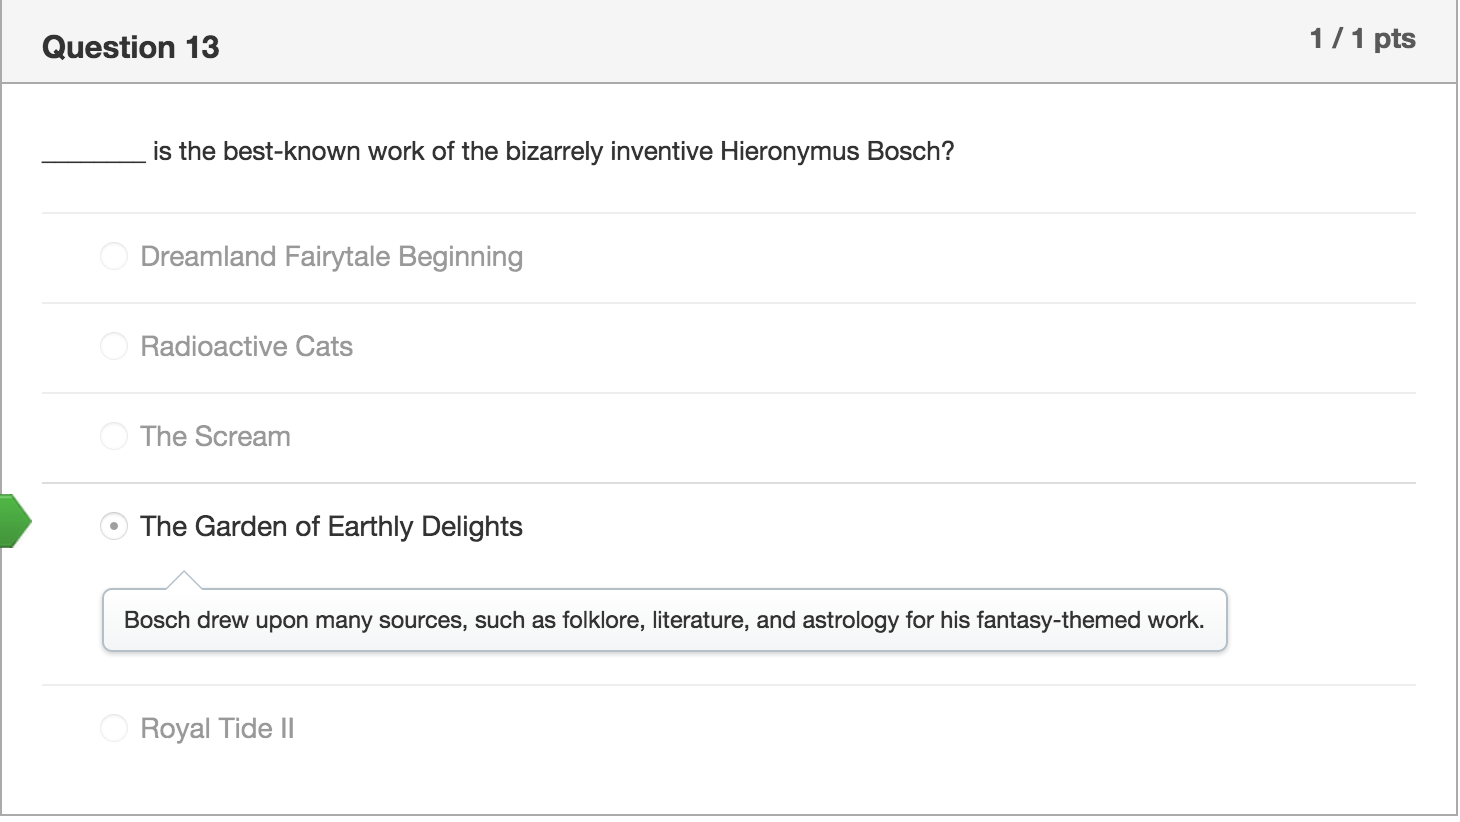 Question 13
1 / 1 pts
________ is the best-known work of the bizarrely inventive Hieronymus Bosch?
Dreamland Fairytale Beginning
Radioactive Cats
The Scream
The Garden of Earthly Delights
Bosch drew upon many sources, such as folklore, literature, and astrology for his fantasy-themed work.
Royal Tide II